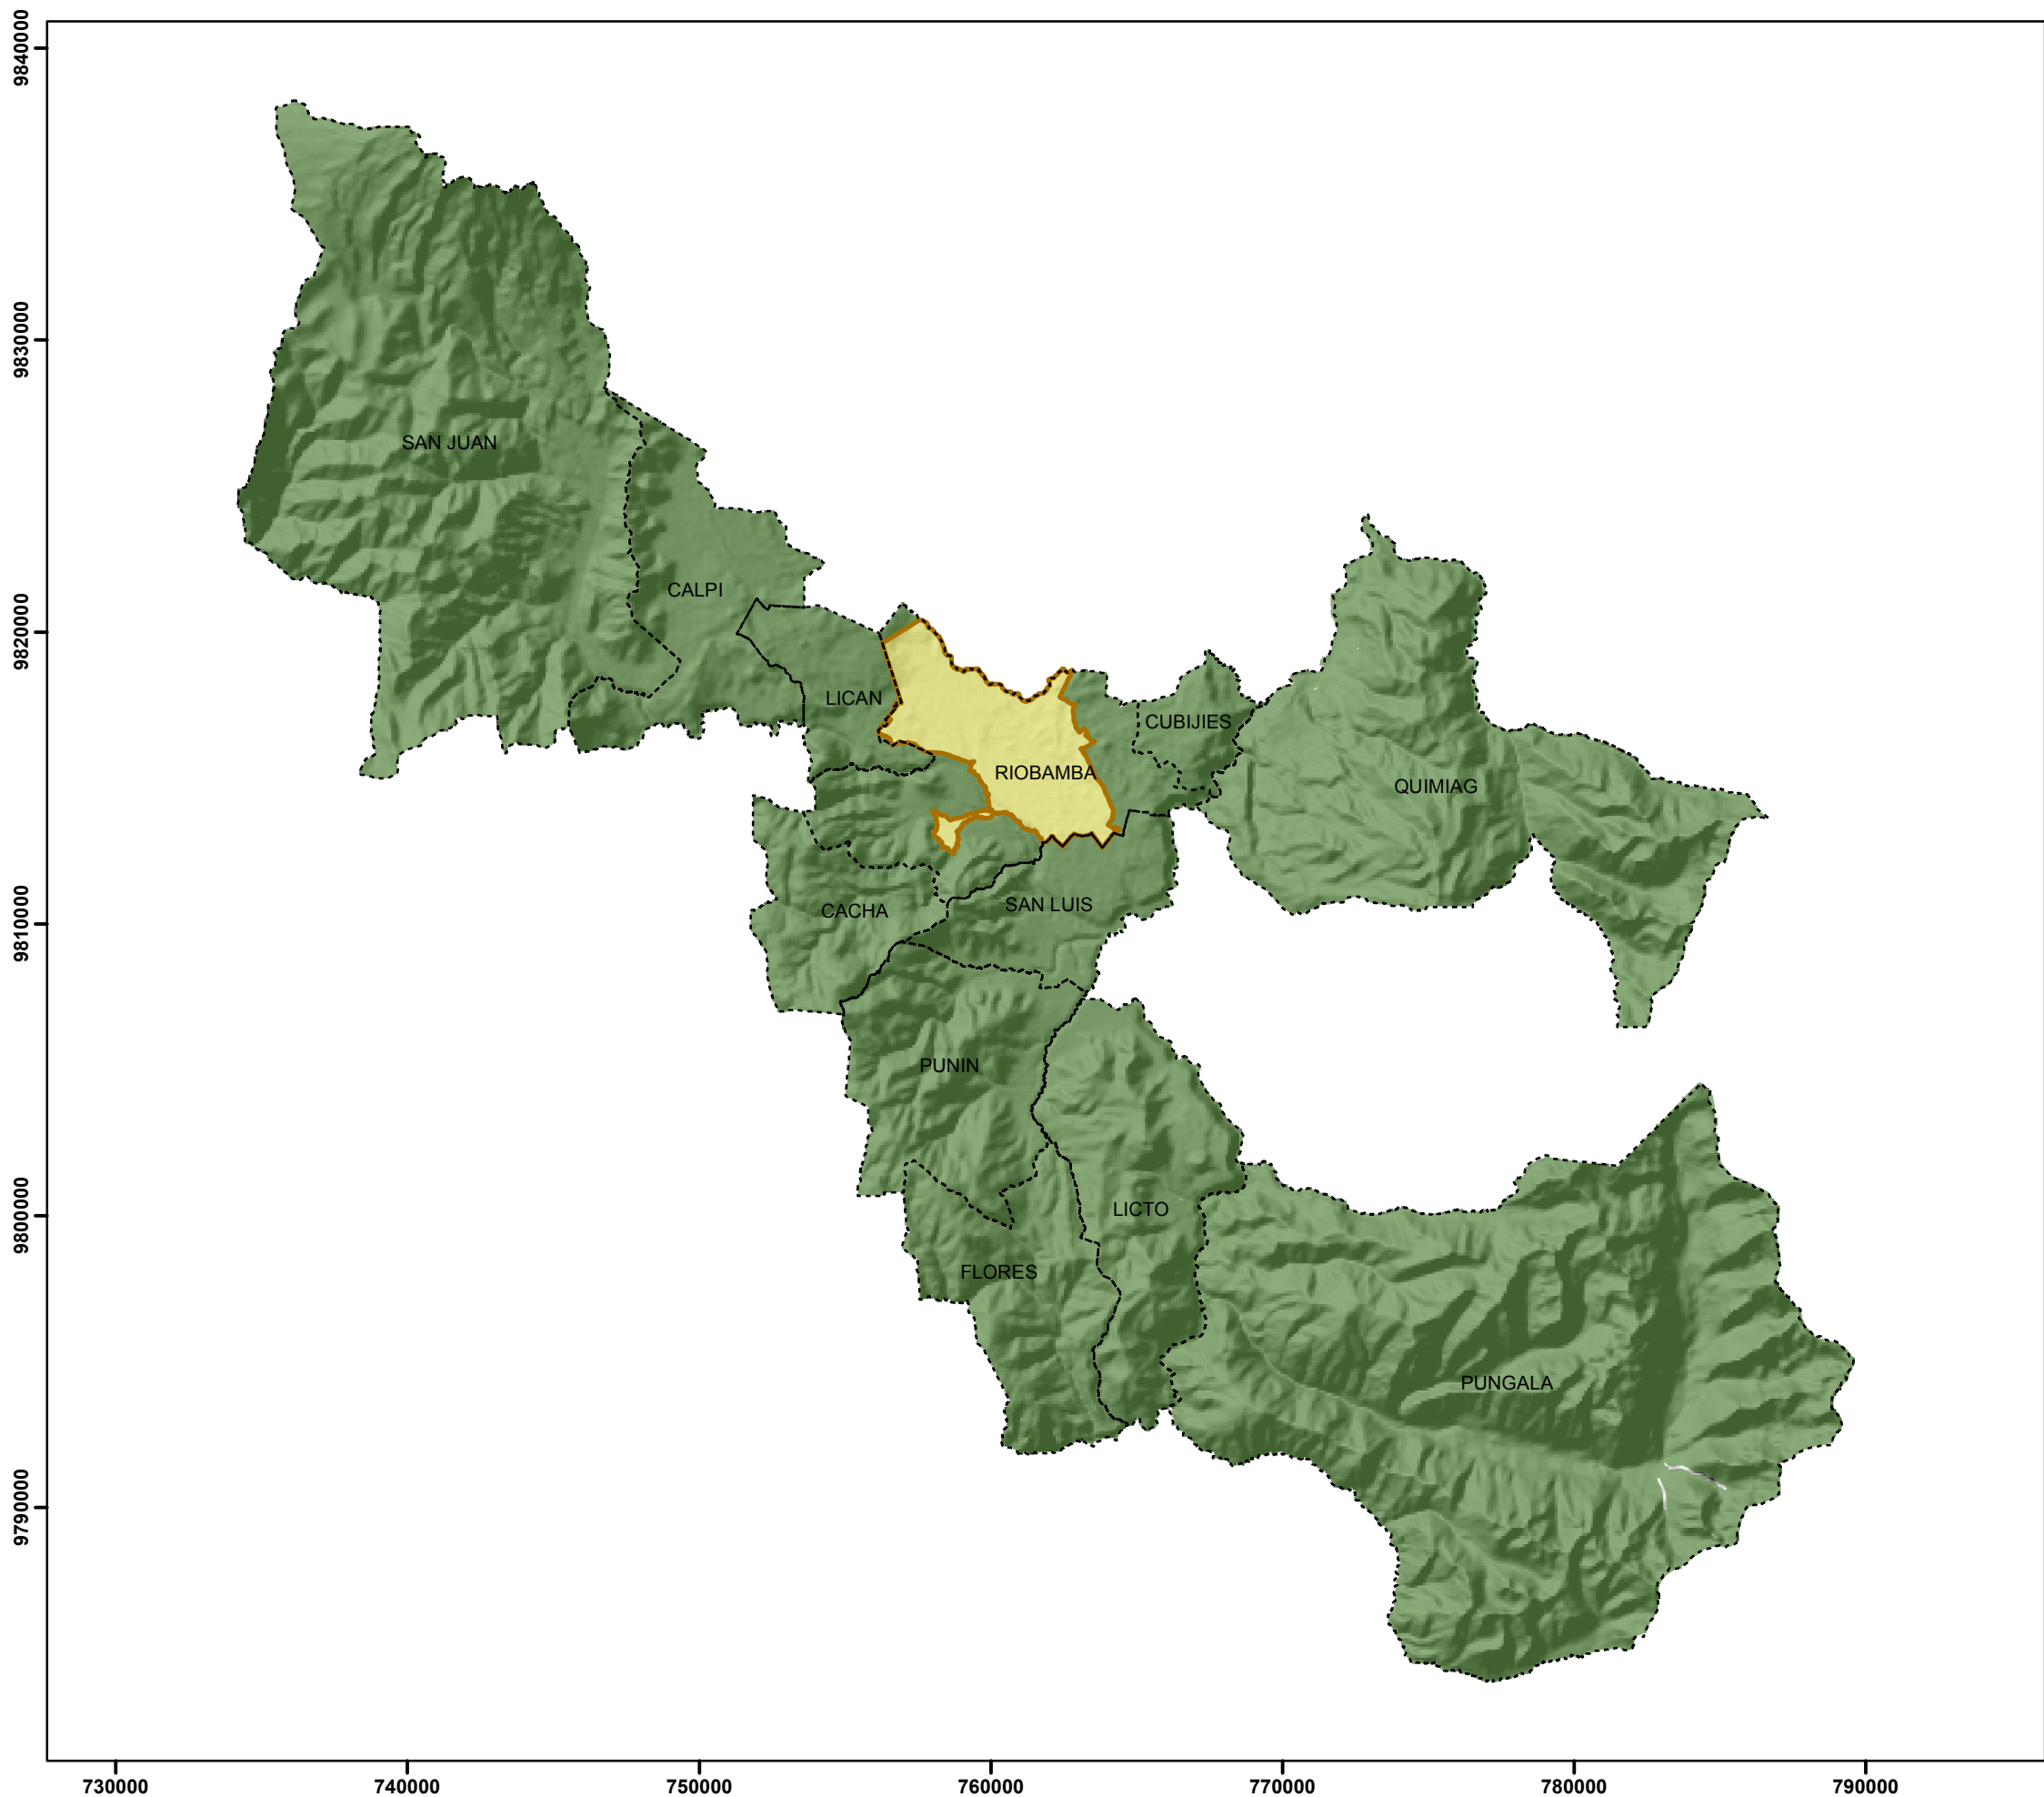 9840000
9830000
9820000
9810000
9800000
9790000
SAN JUAN
CALPI
LICAN
CUBIJIES
RIOBAMBA
QUIMIAG
CACHA
SAN LUIS
PUNIN
LICTO
FLORES
PUNGALA
730000
740000
750000
760000
770000
780000
790000